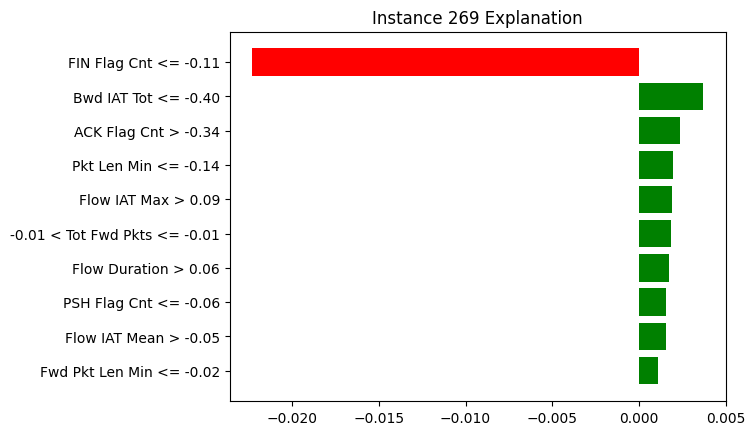 Instance 269 Explanation
FIN Flag Cnt <= -0.11
Bwd IAT Tot <= -0.40
ACK Flag Cnt > -0.34
Pkt Len Min <= -0.14
Flow IAT Max > 0.09
-0.01 < Tot Fwd Pkts <= -0.01
Flow Duration > 0.06
PSH Flag Cnt <= -0.06
Flow IAT Mean > -0.05
Fwd Pkt Len Min <= -0.02
−0.020 −0.015 −0.010 −0.005 0.000 0.005